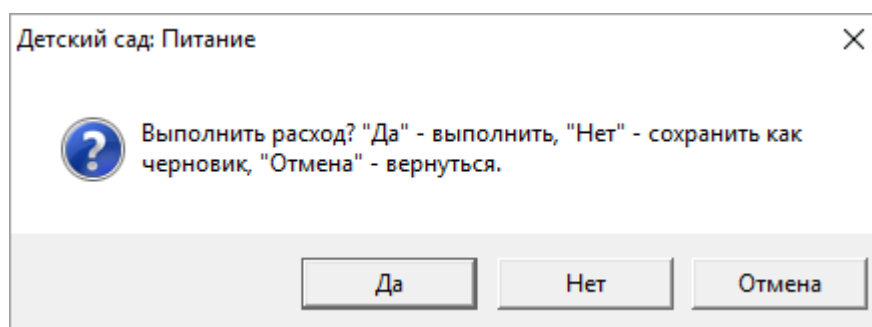 Детский сад: Питание
Выполнить расход? "Да" - выполнить, "Нет" - сохранить как
черновик, "Отмена" - вернуться.
Да
Нет
Отмена